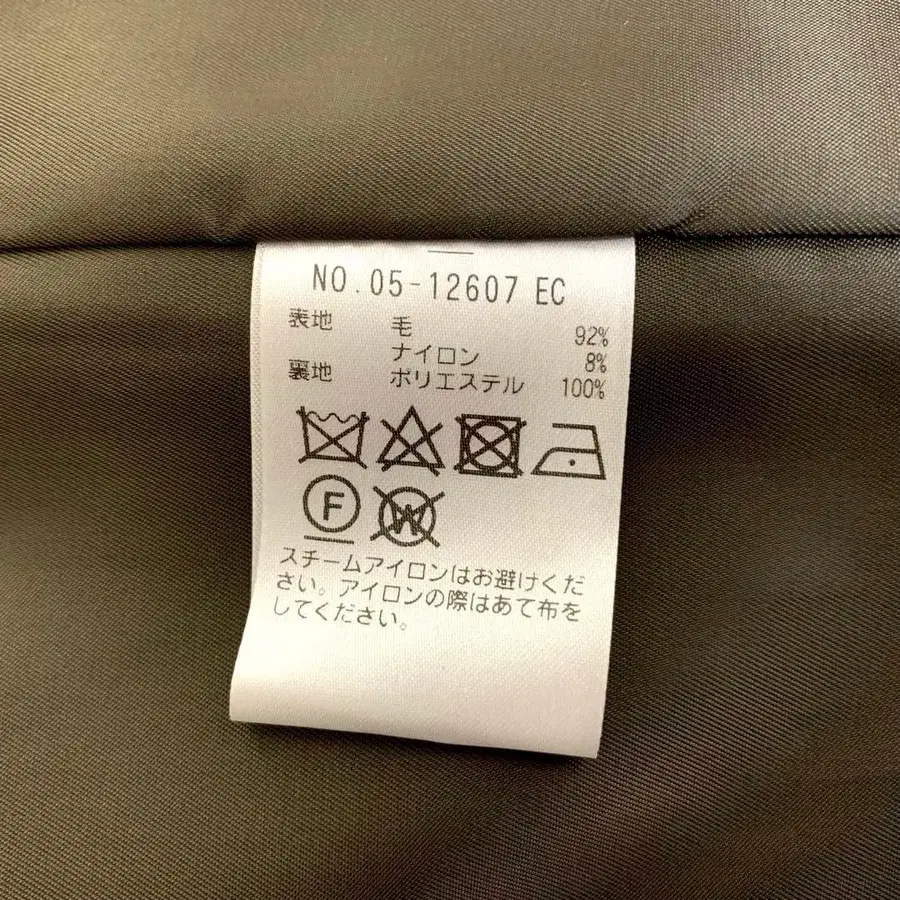 NO.05-12607 EC
表地 毛 92%
ナイロン 8%
裏地 ポリエステル 100%
F W
スチームアイロンはお避けくだ
さい。アイロンの際はあて布を
してください。